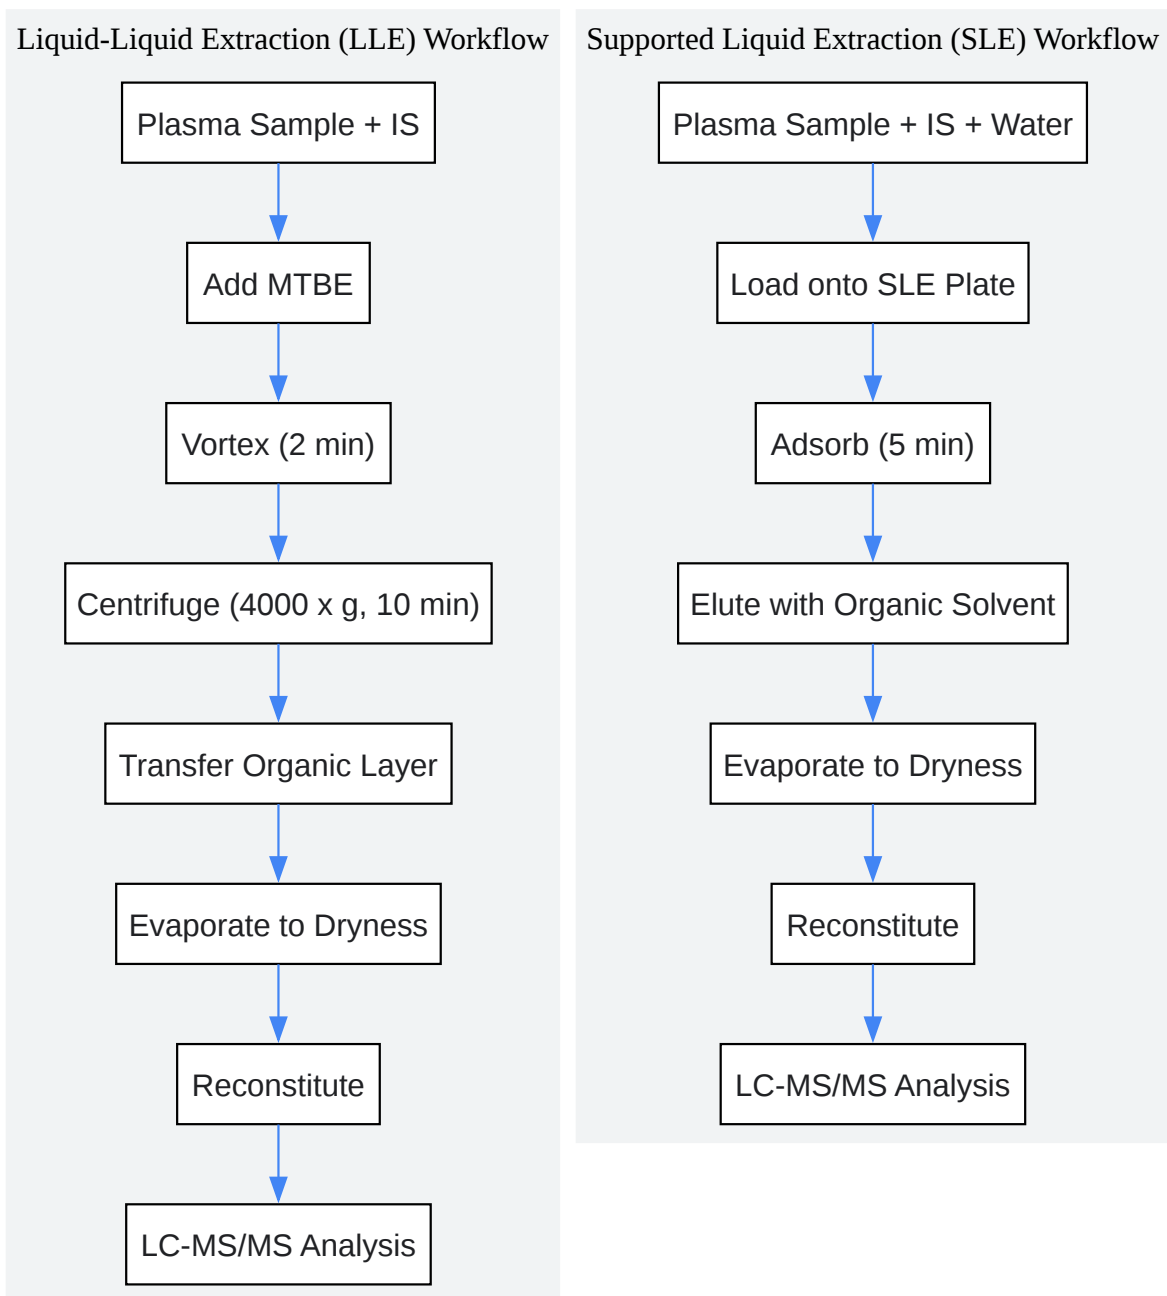 Liquid-Liquid Extraction (LLE) Workflow
Plasma Sample + IS
Add MTBE
Vortex (2 min)
Centrifuge (4000 x g, 10 min)
Transfer Organic Layer
Evaporate to Dryness
Reconstitute
LC-MS/MS Analysis
Supported Liquid Extraction (SLE) Workflow
Plasma Sample + IS + Water
Load onto SLE Plate
Adsorb (5 min)
Elute with Organic Solvent
Evaporate to Dryness
Reconstitute
LC-MS/MS Analysis